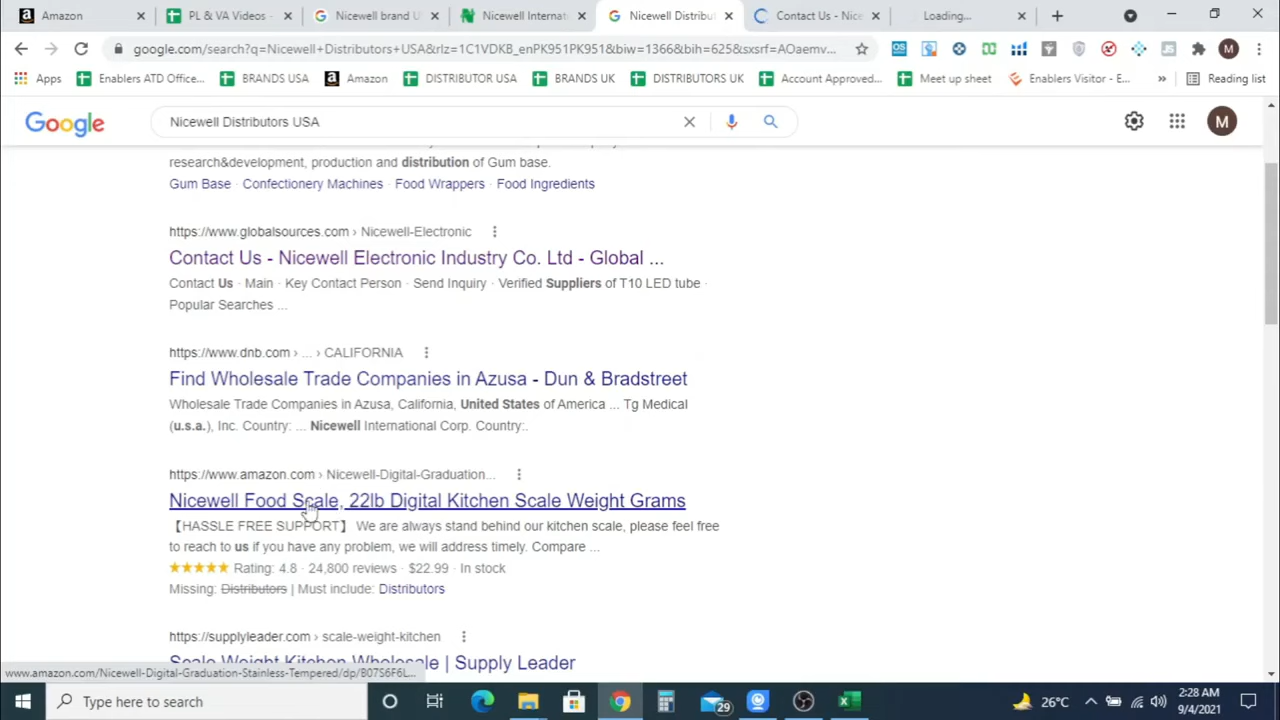 Amazon
PL & VA Videos -
Nicewell brand U
Nicewell Internat
Nicewell Distribut
Contact Us - Nice
Loading...
google.com/search?q=Nicewell+Distributors+USA&rlz=1C1VDKB_enPK951PK951&biw=1366&bih=625&sxsrf=AOaemv...
M
Apps
Enablers ATD Office...
BRANDS USA
Amazon
DISTRIBUTOR USA
BRANDS UK
DISTRIBUTORS UK
Account Approved...
Meet up sheet
Enablers Visitor - E...
»
Reading list
Google
Nicewell Distributors USA
M
research&development, production and distribution of Gum base.
Gum Base · Confectionery Machines · Food Wrappers · Food Ingredients
https://www.globalsources.com › Nicewell-Electronic
Contact Us - Nicewell Electronic Industry Co. Ltd - Global ...
Contact Us · Main · Key Contact Person · Send Inquiry · Verified Suppliers of T10 LED tube ·
Popular Searches ...
https://www.dnb.com › ... › CALIFORNIA
Find Wholesale Trade Companies in Azusa - Dun & Bradstreet
Wholesale Trade Companies in Azusa, California, United States of America ... Tg Medical
(u.s.a.), Inc. Country: ... Nicewell International Corp. Country:.
https://www.amazon.com › Nicewell-Digital-Graduation...
Nicewell Food Scale, 22lb Digital Kitchen Scale Weight Grams
【HASSLE FREE SUPPORT】 We are always stand behind our kitchen scale, please feel free
to reach to us if you have any problem, we will address timely. Compare ...
Rating: 4.8 · 24,800 reviews · $22.99 · In stock
Missing: Distributors | Must include: Distributors
https://supplyleader.com › scale-weight-kitchen
Scale Weight Kitchen Wholesale | Supply Leader
www.amazon.com/Nicewell-Digital-Graduation-Stainless-Tempered/dp/B07S6F6L...
Type here to search
29
26°C
2:28 AM
9/4/2021